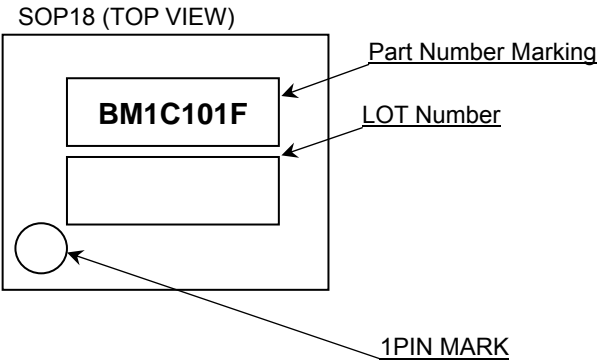 SOP18 (TOP VIEW)
Part Number Marking
BM1C101F
LOT Number
1PIN MARK